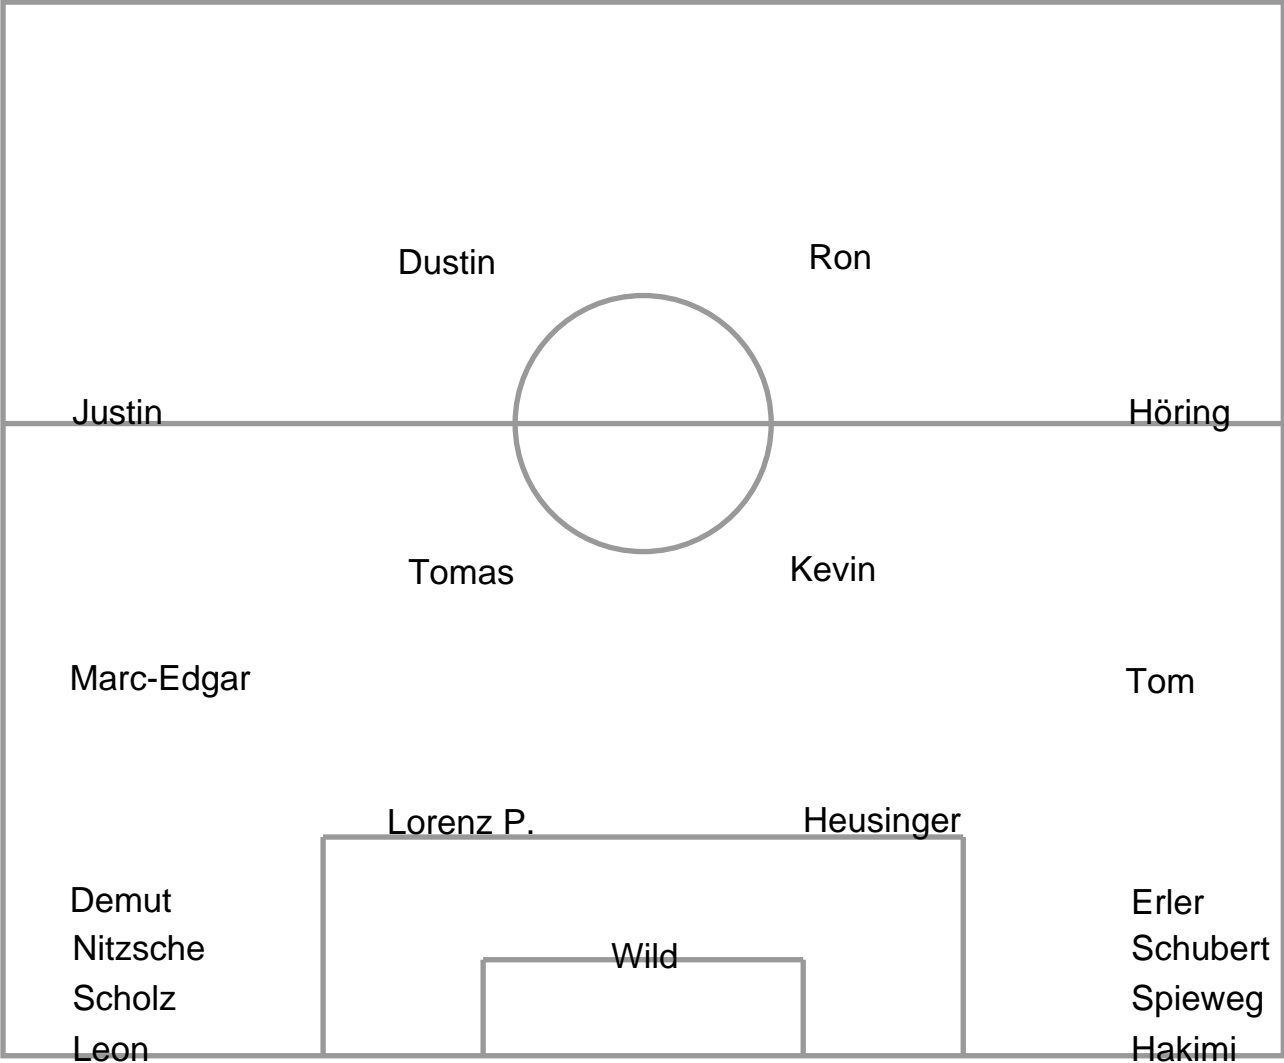 Dustin
Ron
Justin
Höring
Tomas
Kevin
Marc-Edgar
Tom
Lorenz P.
Heusinger
Demut
Erler
Nitzsche
Wild
Schubert
Scholz
Spieweg
Leon
Hakimi